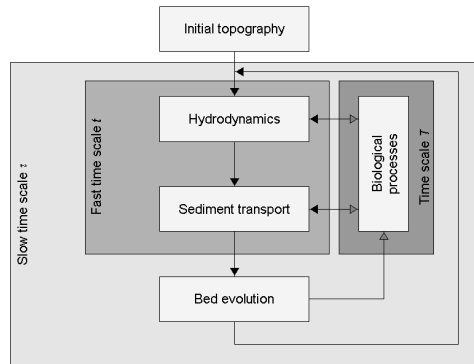 Initial topography
Slow time scale τ
Fast time scale t
Hydrodynamics
Sediment transport
Biological
processes
Time scale T
Bed evolution